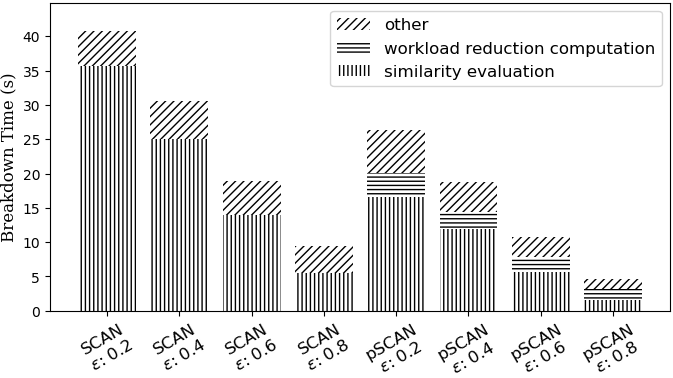 other
workload reduction computation
similarity evaluation
Breakdown Time (s)
40
35
30
25
20
15
10
5
0
SCAN
ε: 0.2
SCAN
ε: 0.4
SCAN
ε: 0.6
SCAN
ε: 0.8
pSCAN
ε: 0.2
pSCAN
ε: 0.4
pSCAN
ε: 0.6
pSCAN
ε: 0.8